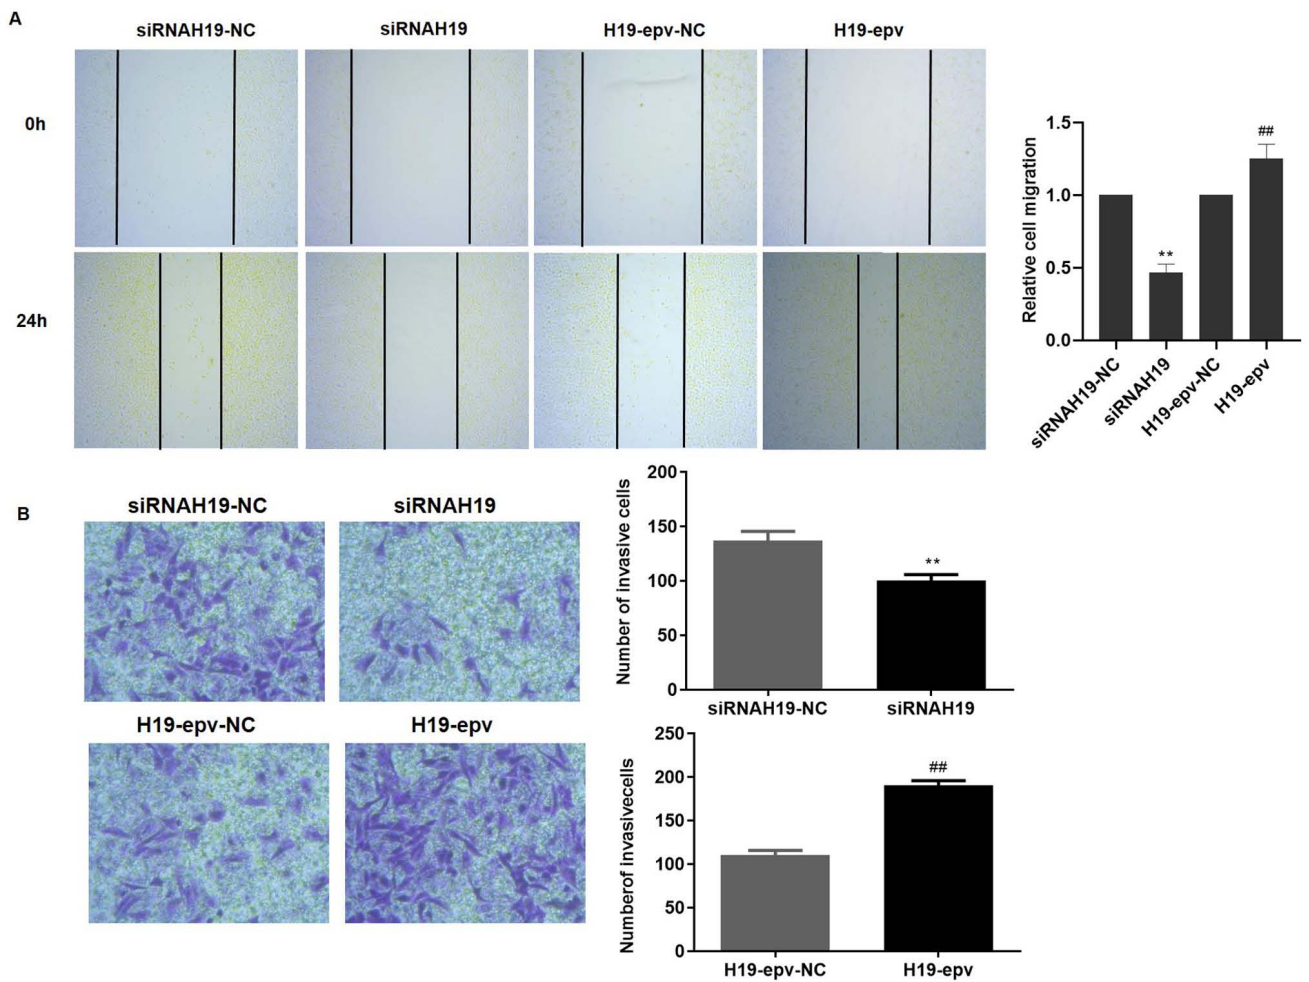 A
siRNAH19-NC
siRNAH19
H19-epv-NC
H19-epv
0h
24h
Relative cell migration
1.5
1.0
0.5
0.0
**
##
siRNAH19-NC
siRNAH19
H19-epv-NC
H19-epv
B
siRNAH19-NC
siRNAH19
H19-epv-NC
H19-epv
Number of invasive cells
200
150
100
50
0
**
siRNAH19-NC
siRNAH19
Numberof invasivecells
250
200
150
100
50
0
##
H19-epv-NC
H19-epv